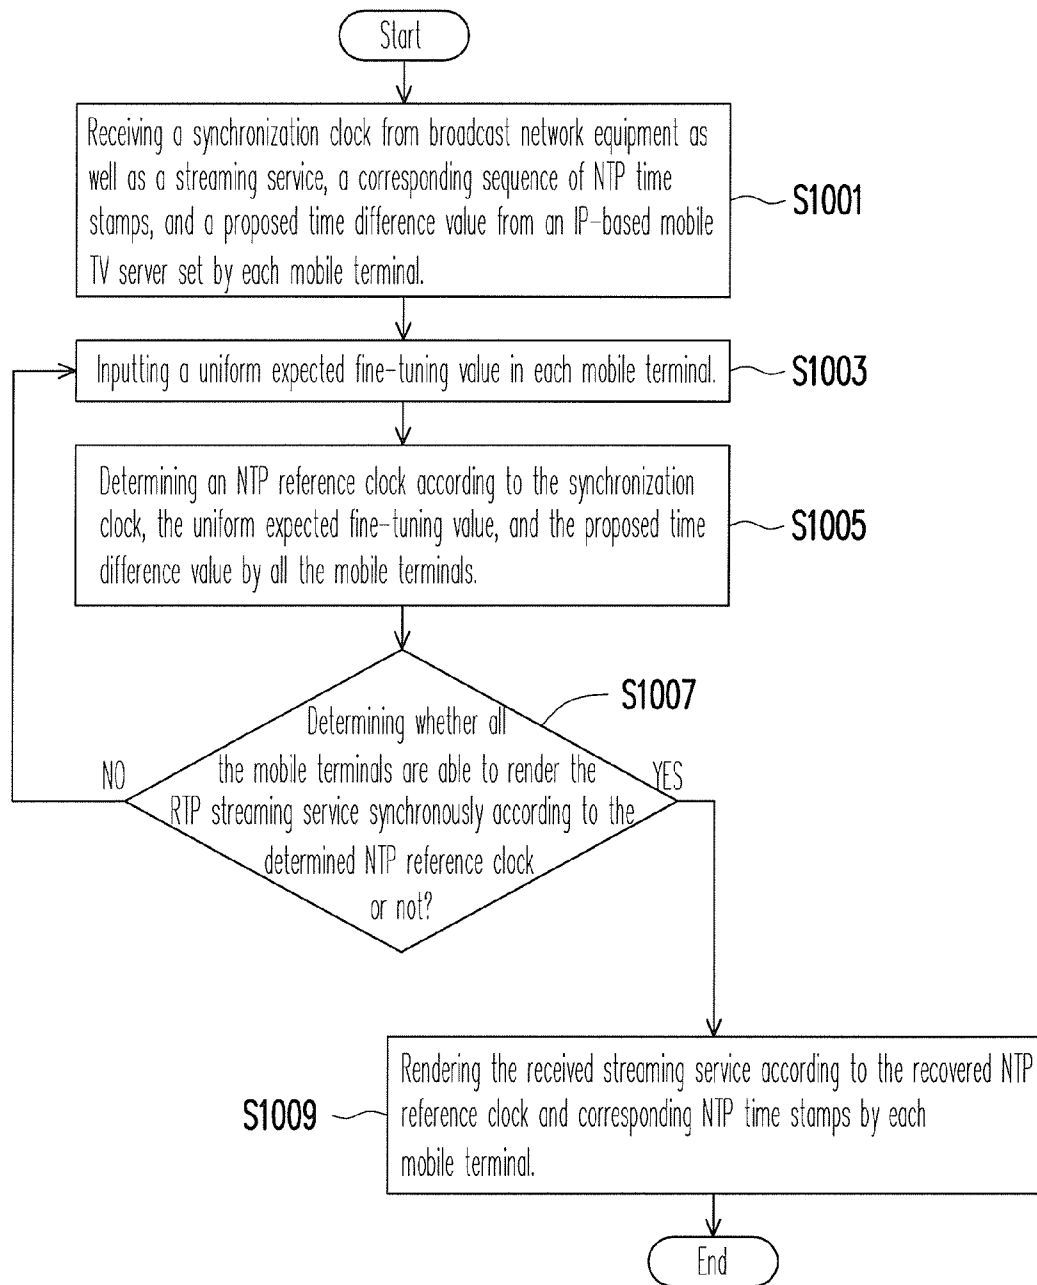 Start
Receiving a synchronization clock from broadcast network equipment as
well as a streaming service, a corresponding sequence of NTP time
stamps, and a proposed time difference value from an IP-based mobile
TV server set by each mobile terminal.
S1001
Inputting a uniform expected fine-tuning value in each mobile terminal.
S1003
Determining an NTP reference clock according to the synchronization
clock, the uniform expected fine-tuning value, and the proposed time
difference value by all the mobile terminals.
S1005
S1007
Determining whether all
the mobile terminals are able to render the
RTP streaming service synchronously according to the
determined NTP reference clock
or not?
NO
YES
Rendering the received streaming service according to the recovered NTP
reference clock and corresponding NTP time stamps by each
mobile terminal.
S1009
End